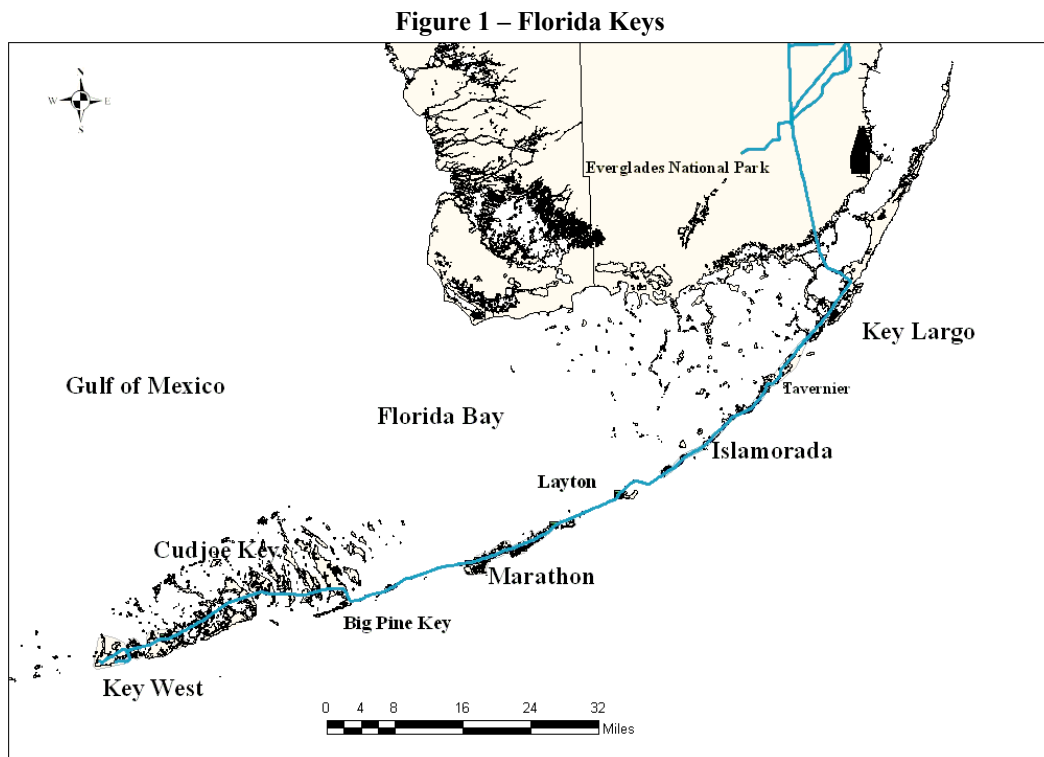 Figure 1 – Florida Keys
N
W E
S
Everglades National Park
Key Largo
Gulf of Mexico
Tavernier
Florida Bay
Islamorada
Layton
Cudjoe Key
Marathon
Big Pine Key
Key West
0 4 8 16 24 32
Miles